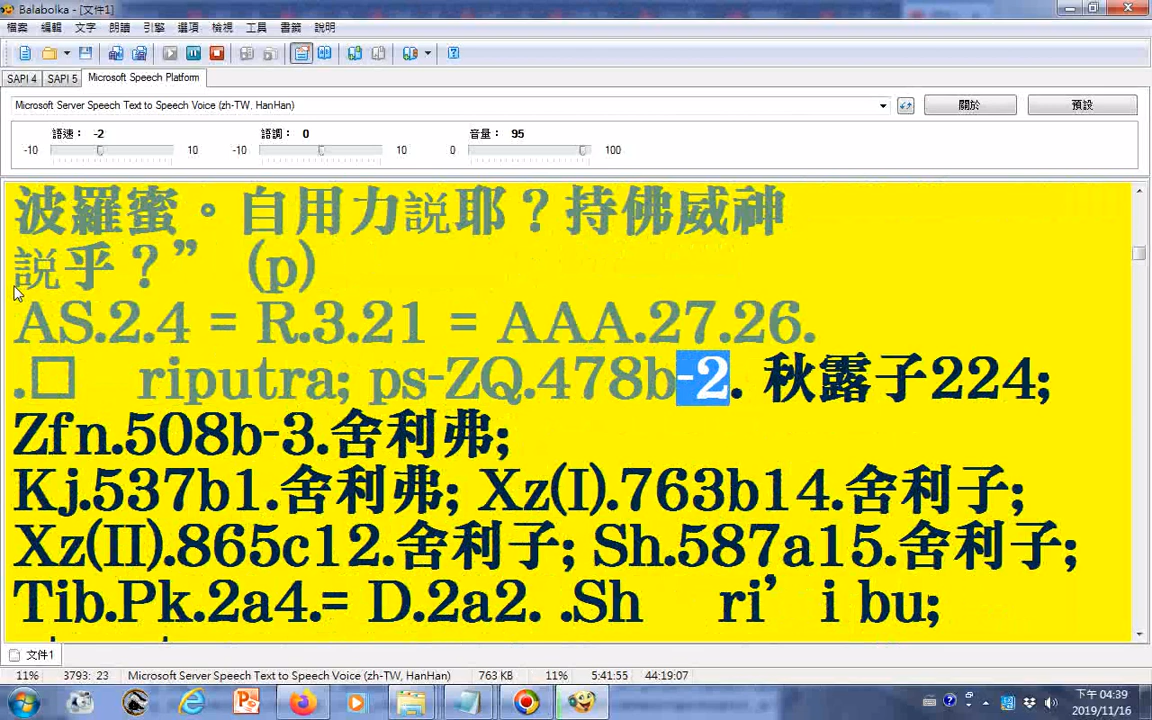 Balabolka - [文件1]
檔案 編輯 文字 朗讀 引擎 選項 檢視 工具 書籤 說明
SAPI 4 SAPI 5 Microsoft Speech Platform
Microsoft Server Speech Text to Speech Voice (zh-TW, HanHan) 關於 預設
語速： -2 語調： 0 音量： 95
-10 10 -10 10 0 100
波羅蜜。自用力説耶？持佛威神
説乎？” (p)
AS.2.4 = R.3.21 = AAA.27.26.
.□ riputra; ps-ZQ.478b-2. 秋露子224;
Zfn.508b-3.舍利弗;
Kj.537b1.舍利弗; Xz(I).763b14.舍利子;
Xz(II).865c12.舍利子; Sh.587a15.舍利子;
Tib.Pk.2a4.= D.2a2. .Sh ri’ i bu;
文件1
11% 3793: 23 Microsoft Server Speech Text to Speech Voice (zh-TW, HanHan) 763 KB 11% 5:41:55 44:19:07
下午 04:39
2019/11/16